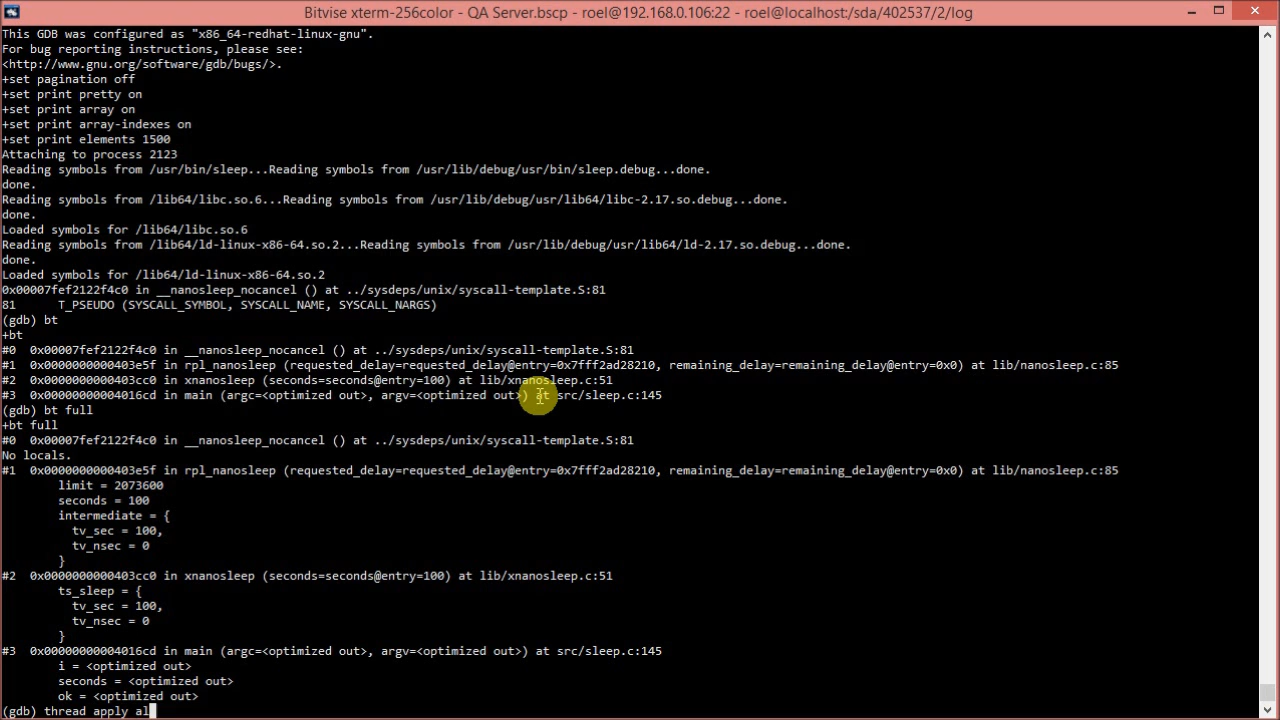 Bitvise xterm-256color - QA Server.bscp - roel@192.168.0.106:22 - roel@localhost:/sda/402537/2/log
This GDB was configured as "x86_64-redhat-linux-gnu".
For bug reporting instructions, please see:
<http://www.gnu.org/software/gdb/bugs/>.
+set pagination off
+set print pretty on
+set print array on
+set print array-indexes on
+set print elements 1500
Attaching to process 2123
Reading symbols from /usr/bin/sleep...Reading symbols from /usr/lib/debug/usr/bin/sleep.debug...done.
done.
Reading symbols from /lib64/libc.so.6...Reading symbols from /usr/lib/debug/usr/lib64/libc-2.17.so.debug...done.
done.
Loaded symbols for /lib64/libc.so.6
Reading symbols from /lib64/ld-linux-x86-64.so.2...Reading symbols from /usr/lib/debug/usr/lib64/ld-2.17.so.debug...done.
done.
Loaded symbols for /lib64/ld-linux-x86-64.so.2
0x00007fef2122f4c0 in __nanosleep_nocancel () at ../sysdeps/unix/syscall-template.S:81
81      T_PSEUDO (SYSCALL_SYMBOL, SYSCALL_NAME, SYSCALL_NARGS)
(gdb) bt
+bt
#0  0x00007fef2122f4c0 in __nanosleep_nocancel () at ../sysdeps/unix/syscall-template.S:81
#1  0x0000000000403e5f in rpl_nanosleep (requested_delay=requested_delay@entry=0x7fff2ad28210, remaining_delay=remaining_delay@entry=0x0) at lib/nanosleep.c:85
#2  0x0000000000403cc0 in xnanosleep (seconds=seconds@entry=100) at lib/xnanosleep.c:51
#3  0x00000000004016cd in main (argc=<optimized out>, argv=<optimized out>) at src/sleep.c:145
(gdb) bt full
+bt full
#0  0x00007fef2122f4c0 in __nanosleep_nocancel () at ../sysdeps/unix/syscall-template.S:81
No locals.
#1  0x0000000000403e5f in rpl_nanosleep (requested_delay=requested_delay@entry=0x7fff2ad28210, remaining_delay=remaining_delay@entry=0x0) at lib/nanosleep.c:85
        limit = 2073600
        seconds = 100
        intermediate = {
          tv_sec = 100,
          tv_nsec = 0
        }
#2  0x0000000000403cc0 in xnanosleep (seconds=seconds@entry=100) at lib/xnanosleep.c:51
        ts_sleep = {
          tv_sec = 100,
          tv_nsec = 0
        }
#3  0x00000000004016cd in main (argc=<optimized out>, argv=<optimized out>) at src/sleep.c:145
        i = <optimized out>
        seconds = <optimized out>
        ok = <optimized out>
(gdb) thread apply al